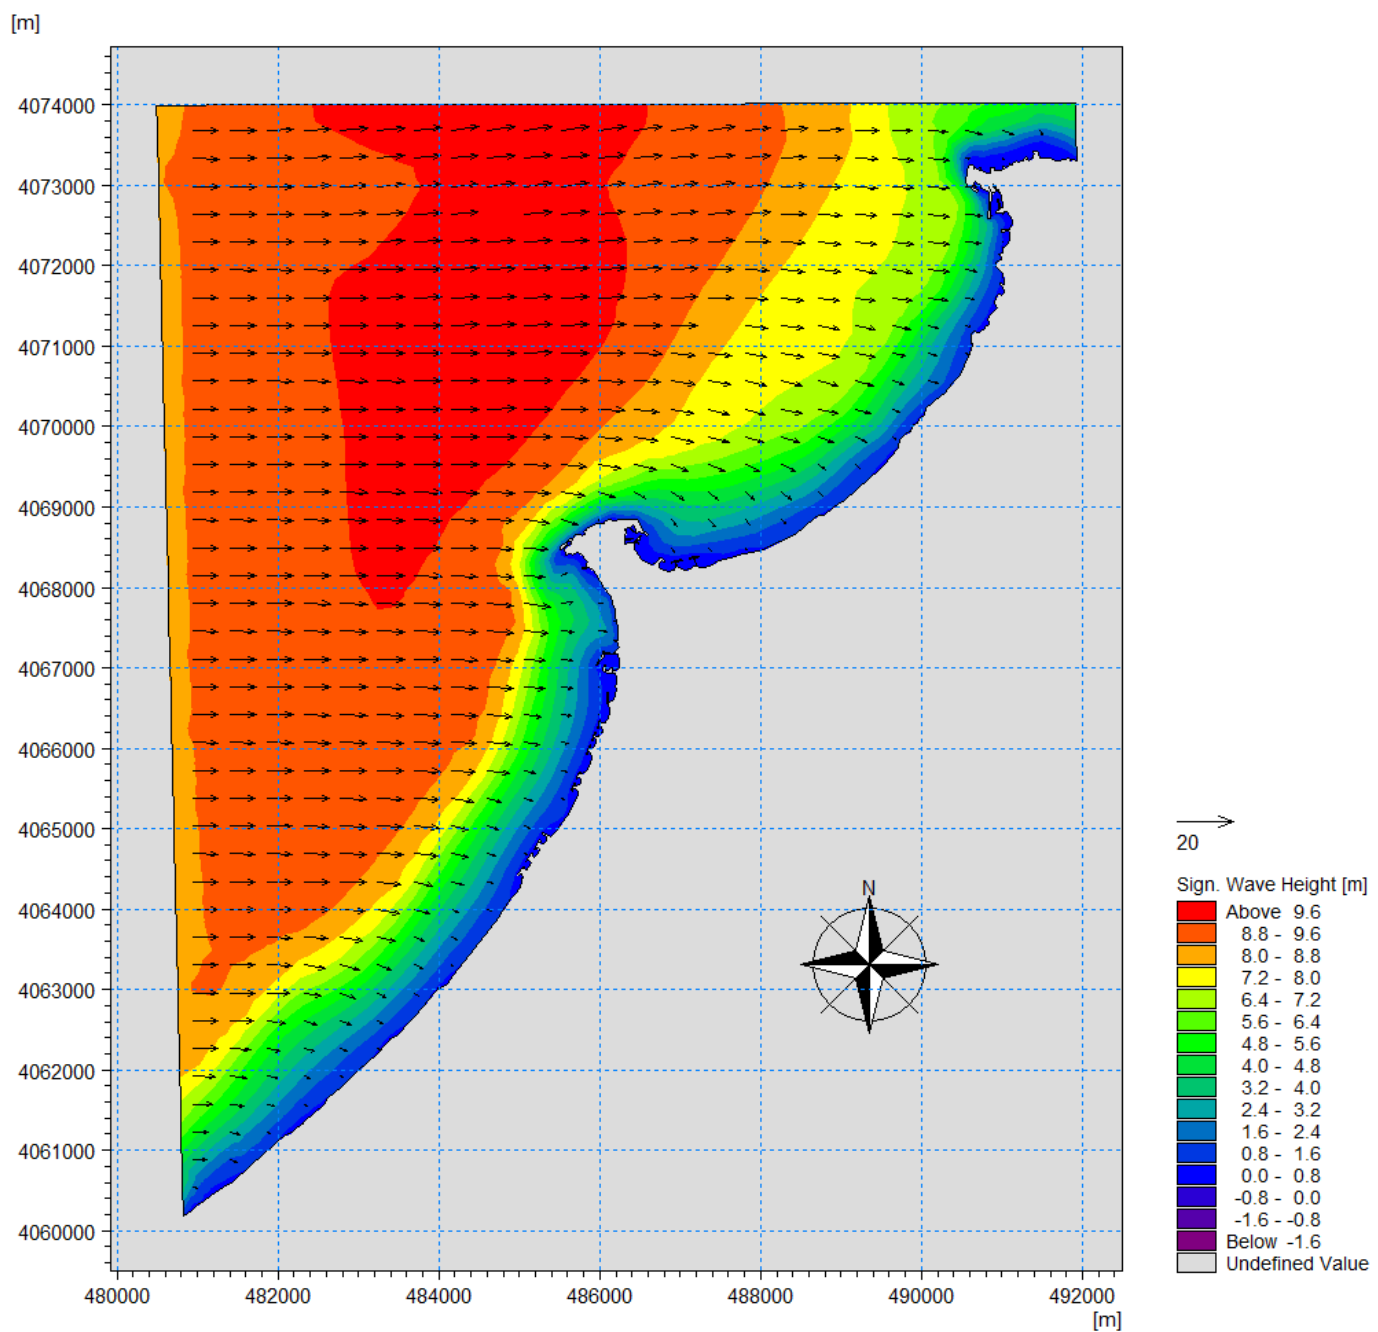 [m]
4074000
4073000
4072000
4071000
4070000
4069000
4068000
4067000
4066000
4065000
4064000
4063000
4062000
4061000
4060000
480000 482000 484000 486000 488000 490000 492000
[m]
N
20
Sign. Wave Height [m]
Above 9.6
8.8 - 9.6
8.0 - 8.8
7.2 - 8.0
6.4 - 7.2
5.6 - 6.4
4.8 - 5.6
4.0 - 4.8
3.2 - 4.0
2.4 - 3.2
1.6 - 2.4
0.8 - 1.6
0.0 - 0.8
-0.8 - 0.0
-1.6 - -0.8
Below -1.6
Undefined Value